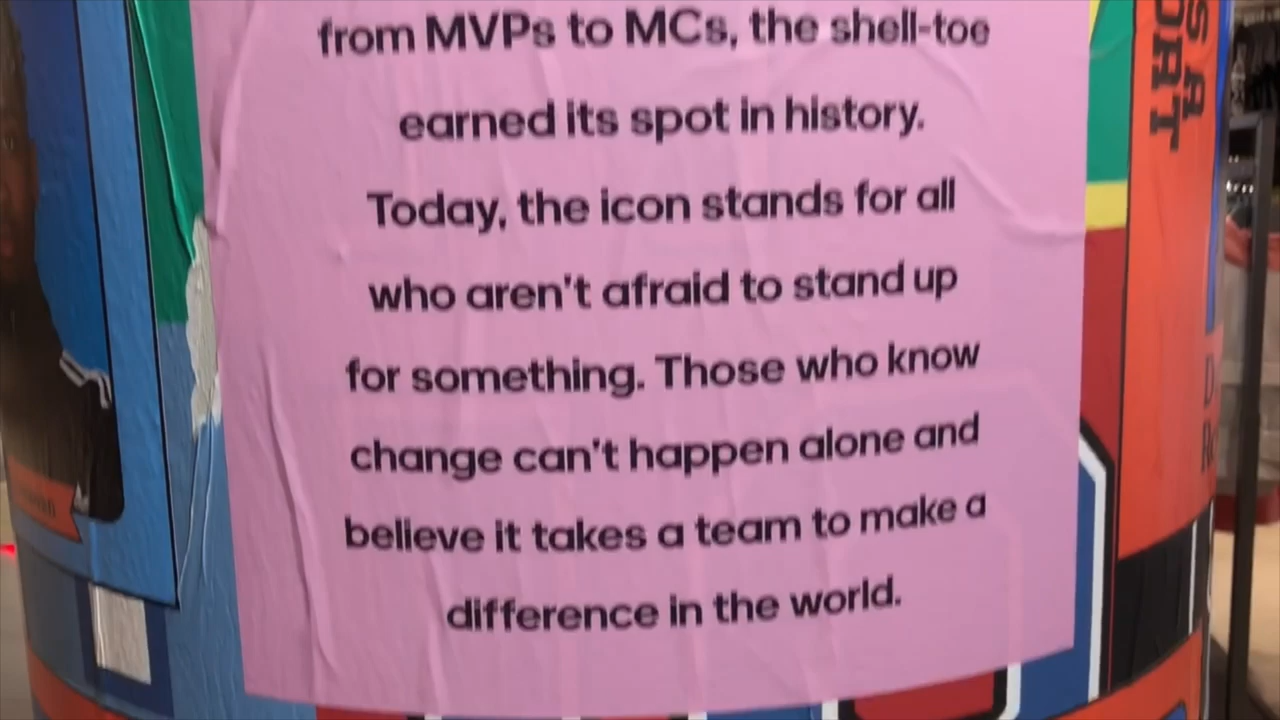 from MVPs to MCs, the shell-toe
earned its spot in history.
Today, the icon stands for all
who aren't afraid to stand up
for something. Those who know
change can't happen alone and
believe it takes a team to make a
difference in the world.
S A
ORT